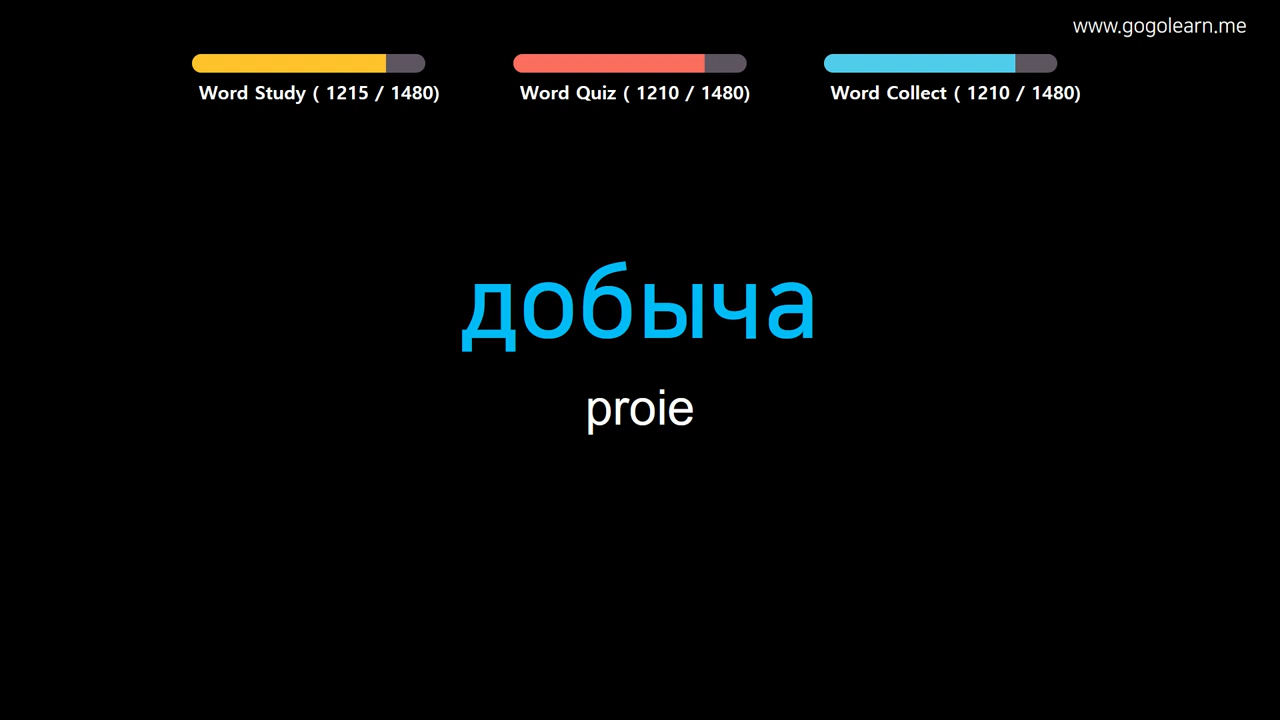 www.gogolearn.me
Word Study ( 1215 / 1480)
Word Quiz ( 1210 / 1480)
Word Collect ( 1210 / 1480)
добыча
proie